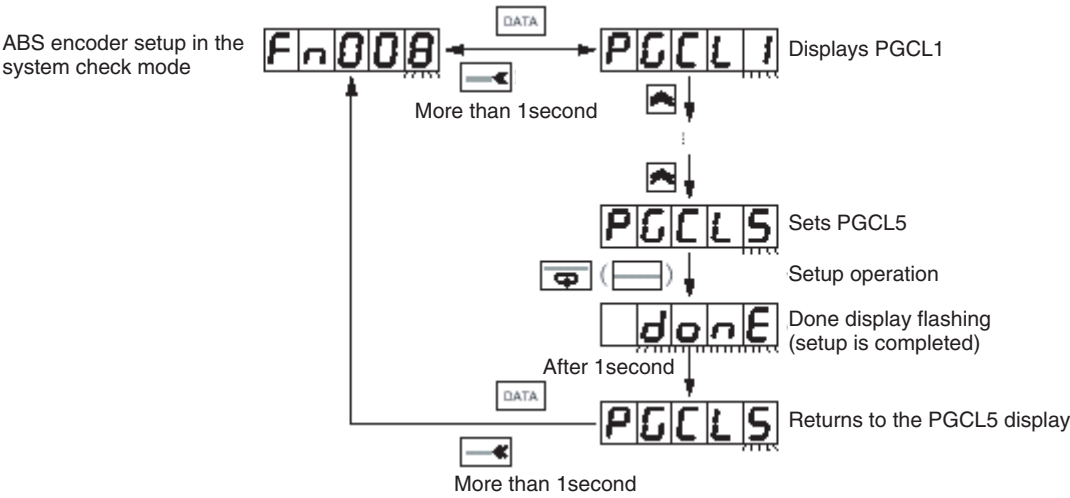 DATA
ABS encoder setup in the
system check mode
Fn008
PGCL1
Displays PGCL1
More than 1second
PGCL5
Sets PGCL5
( )
Setup operation
donE
Done display flashing
(setup is completed)
After 1second
DATA
PGCL5
Returns to the PGCL5 display
More than 1second